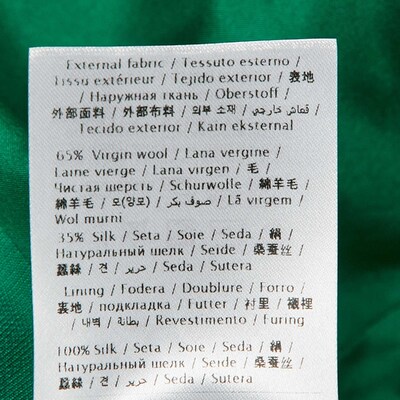 External fabric / Tessuto esterno /
Tissu extérieur / Tejido exterior / 表地
/ Наружная ткань / Oberstoff /
外部面料 / 外部布料 / 외부 소재 / قماش خارجي /
Tecido exterior / Kain eksternal
65% Virgin wool / Lana vergine /
Laine vierge / Lana virgen / 毛 /
Чистая шерсть / Schurwolle / 綿羊毛 /
綿羊毛 / 모(양모) / صوف بكر / Lã virgem /
Wol murni
35% Silk / Seta / Soie / Seda / 絹 /
Натуральный шелк / Seide / 桑蚕丝 /
蠶絲 / 견 / حرير / Seda / Sutera
Lining / Fodera / Doublure / Forro /
裏地 / подкладка / Futter / 衬里 / 襯裡
/ 내벽 / بطانة / Revestimento / Furing
100% Silk / Seta / Soie / Seda / 絹 /
Натуральный шелк / Seide / 桑蚕丝 /
蠶絲 / 견 / حرير / Seda / Sutera